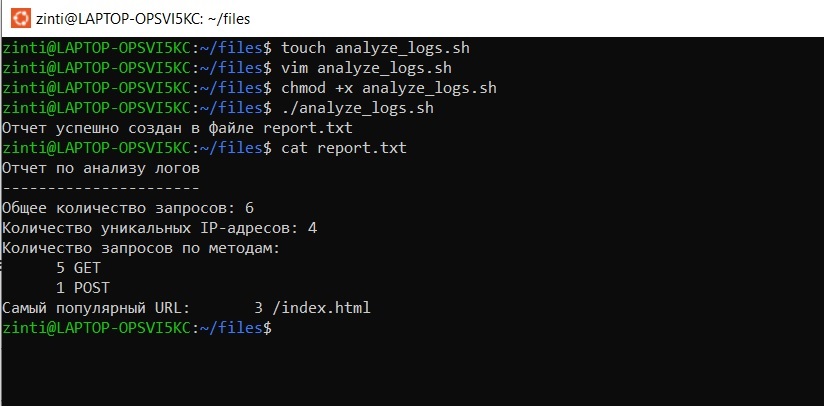 zinti@LAPTOP-OPSVI5KC: ~/files
zinti@LAPTOP-OPSVI5KC:~/files$ touch analyze_logs.sh
zinti@LAPTOP-OPSVI5KC:~/files$ vim analyze_logs.sh
zinti@LAPTOP-OPSVI5KC:~/files$ chmod +x analyze_logs.sh
zinti@LAPTOP-OPSVI5KC:~/files$ ./analyze_logs.sh
Отчет успешно создан в файле report.txt
zinti@LAPTOP-OPSVI5KC:~/files$ cat report.txt
Отчет по анализу логов
----------------------
Общее количество запросов: 6
Количество уникальных IP-адресов: 4
Количество запросов по методам:
      5 GET
      1 POST
Самый популярный URL:       3 /index.html
zinti@LAPTOP-OPSVI5KC:~/files$